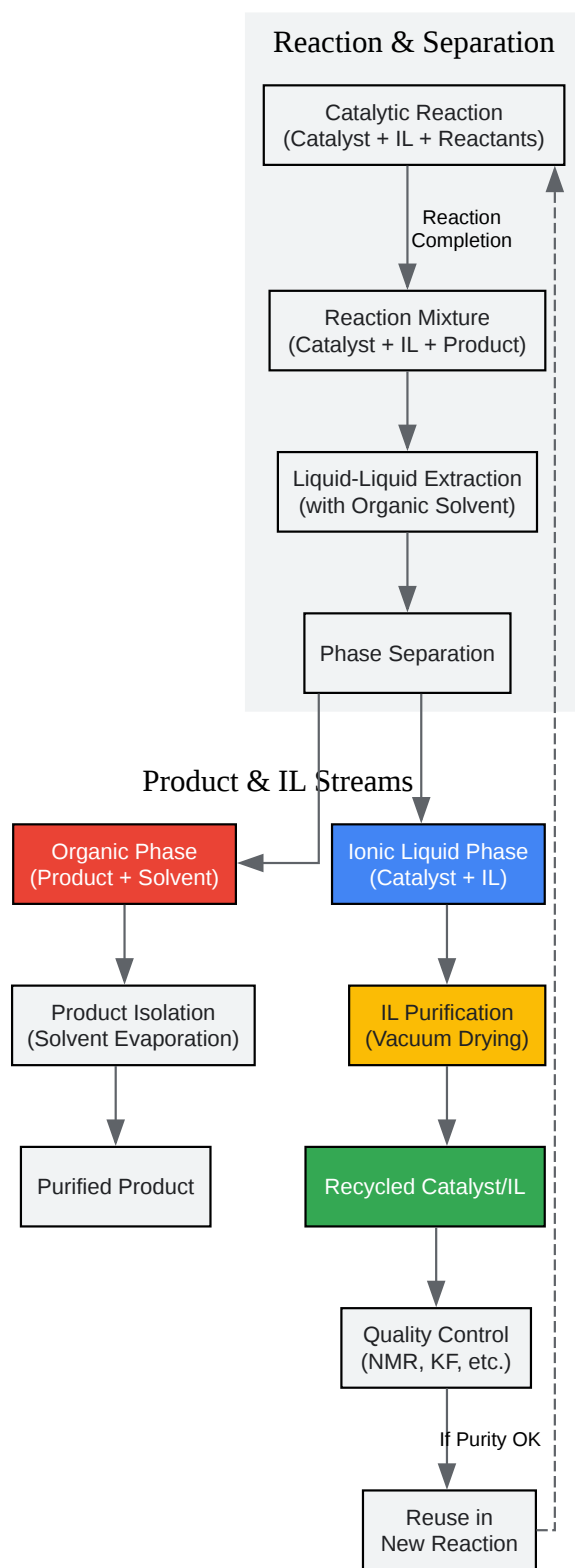 Reaction & Separation
Catalytic Reaction
(Catalyst + IL + Reactants)
Reaction
Completion
Reaction Mixture
(Catalyst + IL + Product)
Liquid-Liquid Extraction
(with Organic Solvent)
Phase Separation
Product & IL Streams
Organic Phase
(Product + Solvent)
Ionic Liquid Phase
(Catalyst + IL)
Product Isolation
(Solvent Evaporation)
IL Purification
(Vacuum Drying)
Purified Product
Recycled Catalyst/IL
Quality Control
(NMR, KF, etc.)
If Purity OK
Reuse in
New Reaction